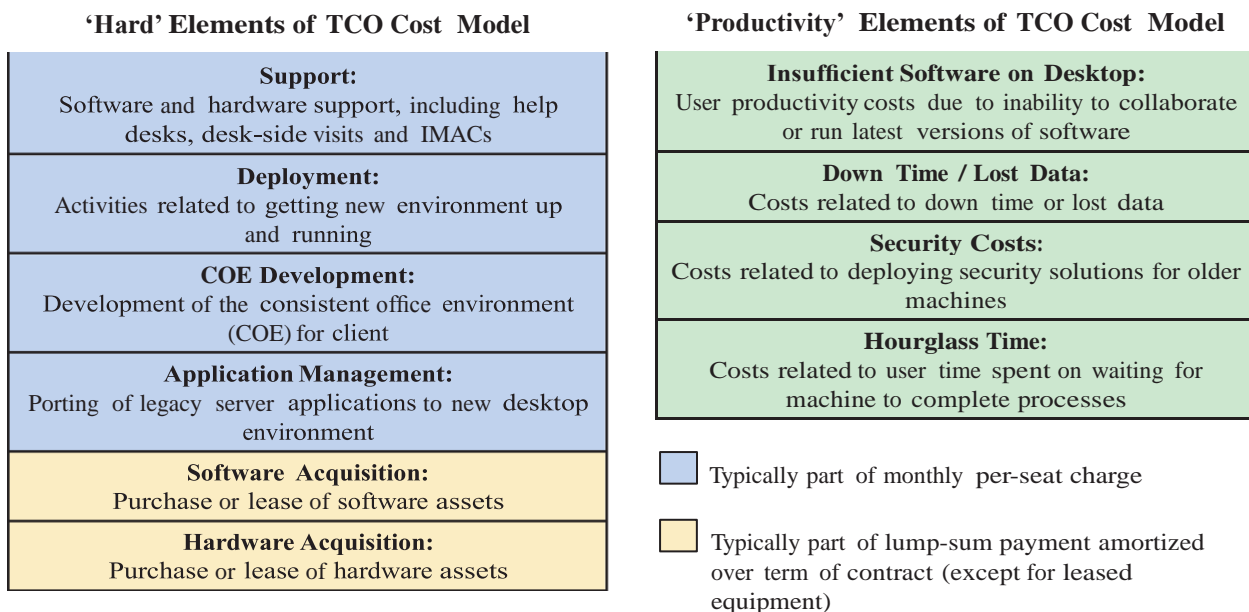 ‘Hard’ Elements of TCO Cost Model
Support:
Software and hardware support, including help
desks, desk-side visits and IMACs
Deployment:
Activities related to getting new environment up
and running
COE Development:
Development of the consistent office environment
(COE) for client
Application Management:
Porting of legacy server applications to new desktop
environment
Software Acquisition:
Purchase or lease of software assets
Hardware Acquisition:
Purchase or lease of hardware assets
‘Productivity’ Elements of TCO Cost Model
Insufficient Software on Desktop:
User productivity costs due to inability to collaborate
or run latest versions of software
Down Time / Lost Data:
Costs related to down time or lost data
Security Costs:
Costs related to deploying security solutions for older
machines
Hourglass Time:
Costs related to user time spent on waiting for
machine to complete processes
Typically part of monthly per-seat charge
Typically part of lump-sum payment amortized
over term of contract (except for leased
equipment)